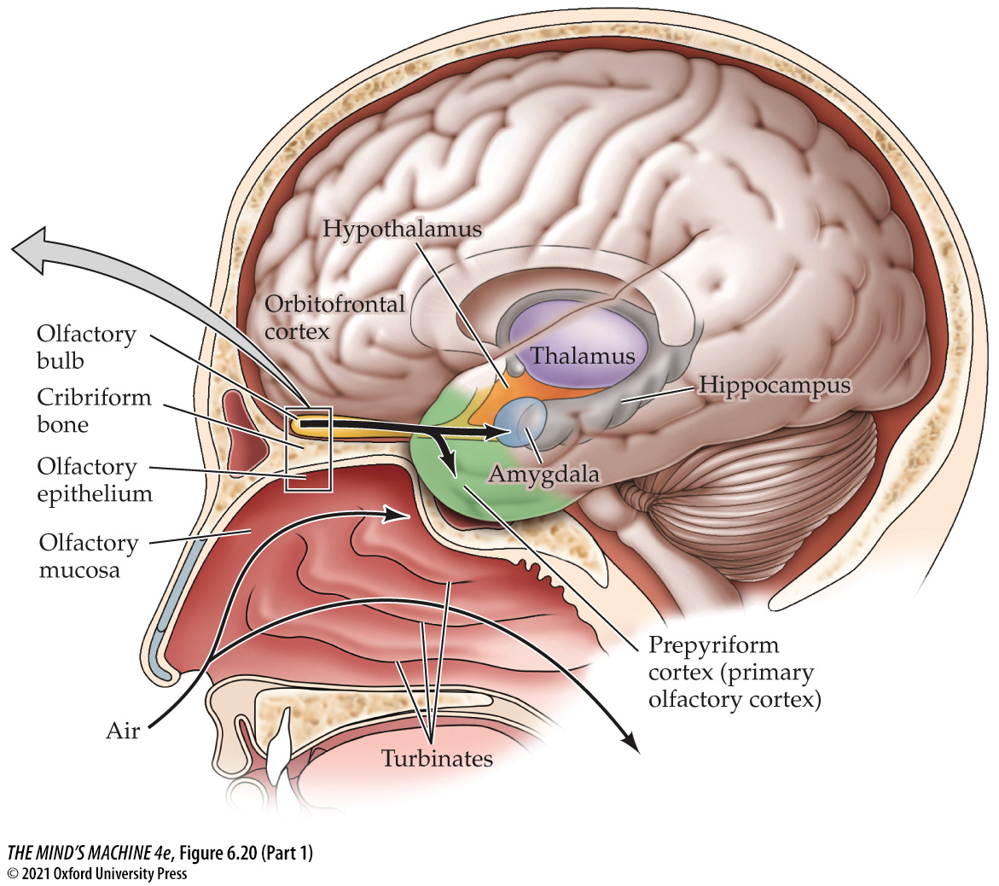 Hypothalamus
Orbitofrontal
cortex
Olfactory
bulb
Thalamus
Cribriform
bone
Hippocampus
Olfactory
epithelium
Amygdala
Olfactory
mucosa
Prepyriform
cortex (primary
olfactory cortex)
Air
Turbinates
THE MIND'S MACHINE 4e, Figure 6.20 (Part 1)
© 2021 Oxford University Press